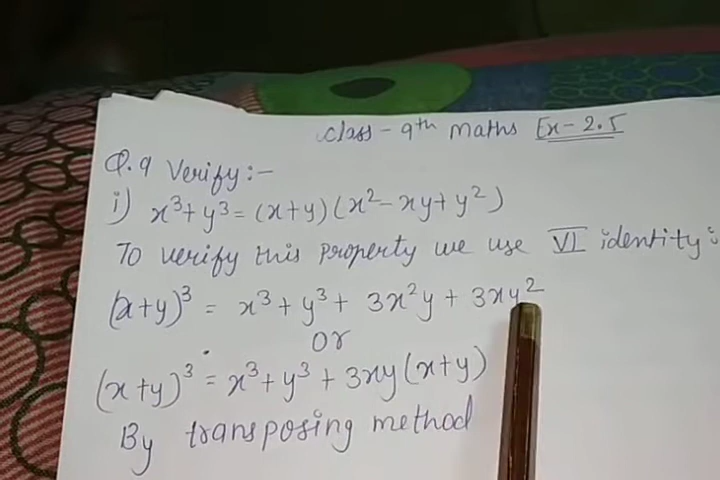 class - 9th maths Ex - 2.5
Q.9 Verify :-
i) x³ + y³ = (x+y)(x² - xy + y²)
To verify this property we use VI identity:
(x+y)³ = x³ + y³ + 3x²y + 3xy²
or
(x+y)³ = x³ + y³ + 3xy(x+y)
By transposing method